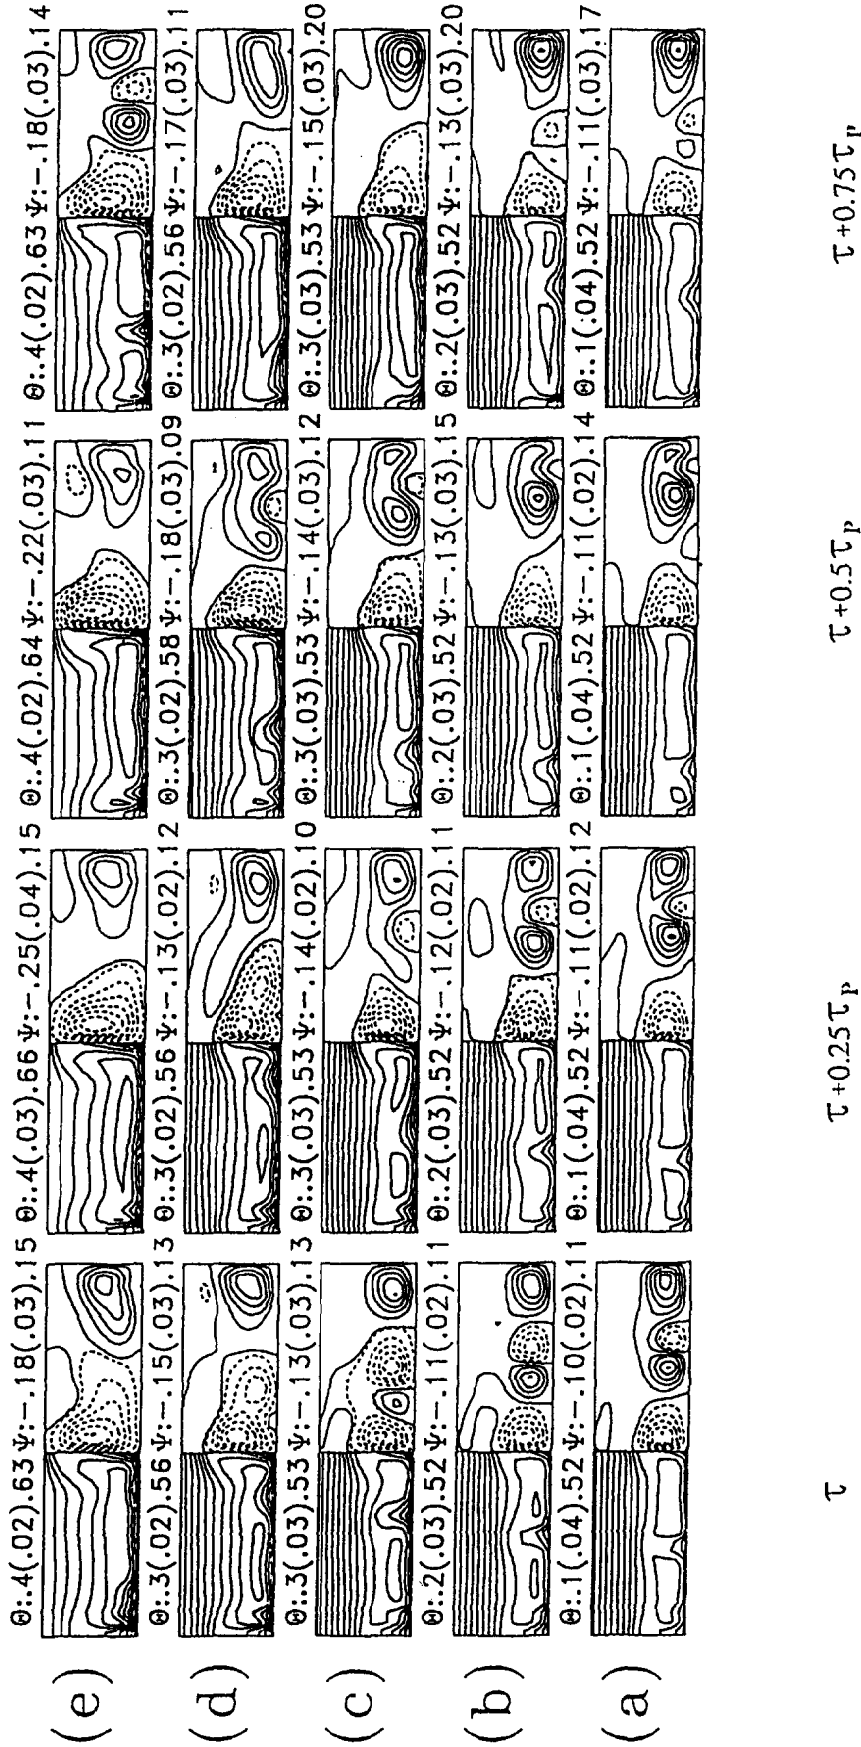 (e) Θ:.4(.02).63 Ψ:-.18(.03).15 Θ:.4(.03).66 Ψ:-.25(.04).15 Θ:.4(.02).64 Ψ:-.22(.03).11 Θ:.4(.02).63 Ψ:-.18(.03).14
(d) Θ:.3(.02).56 Ψ:-.15(.03).13 Θ:.3(.02).56 Ψ:-.13(.02).12 Θ:.3(.02).58 Ψ:-.18(.03).09 Θ:.3(.02).56 Ψ:-.17(.03).11
(c) Θ:.3(.03).53 Ψ:-.13(.03).13 Θ:.3(.03).53 Ψ:-.14(.02).10 Θ:.3(.03).53 Ψ:-.14(.03).12 Θ:.3(.03).53 Ψ:-.15(.03).20
(b) Θ:.2(.03).52 Ψ:-.11(.02).11 Θ:.2(.03).52 Ψ:-.12(.02).11 Θ:.2(.03).52 Ψ:-.13(.03).15 Θ:.2(.03).52 Ψ:-.13(.03).20
(a) Θ:.1(.04).52 Ψ:-.10(.02).11 Θ:.1(.04).52 Ψ:-.11(.02).12 Θ:.1(.04).52 Ψ:-.11(.02).14 Θ:.1(.04).52 Ψ:-.11(.03).17
τ τ+0.25τp τ+0.5τp τ+0.75τp